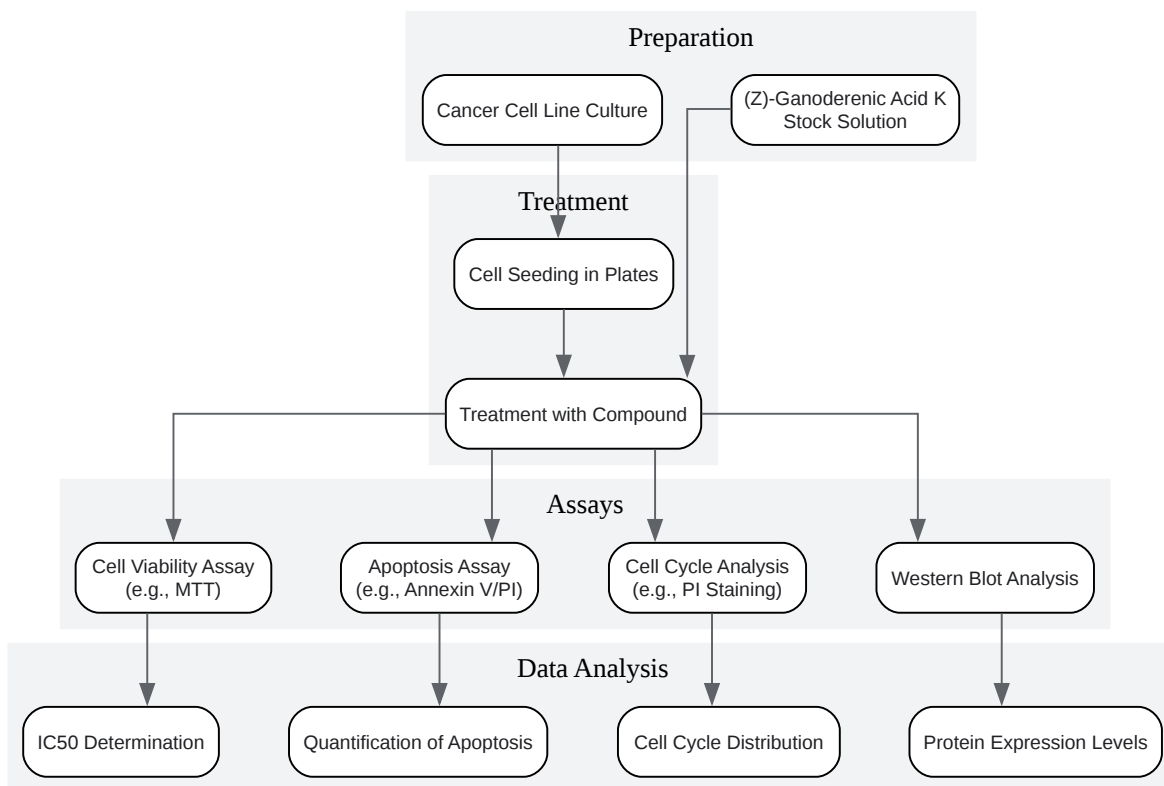 Preparation
Cancer Cell Line Culture
(Z)-Ganoderenic Acid K
Stock Solution
Treatment
Cell Seeding in Plates
Treatment with Compound
Assays
Cell Viability Assay
(e.g., MTT)
Apoptosis Assay
(e.g., Annexin V/PI)
Cell Cycle Analysis
(e.g., PI Staining)
Western Blot Analysis
Data Analysis
IC50 Determination
Quantification of Apoptosis
Cell Cycle Distribution
Protein Expression Levels